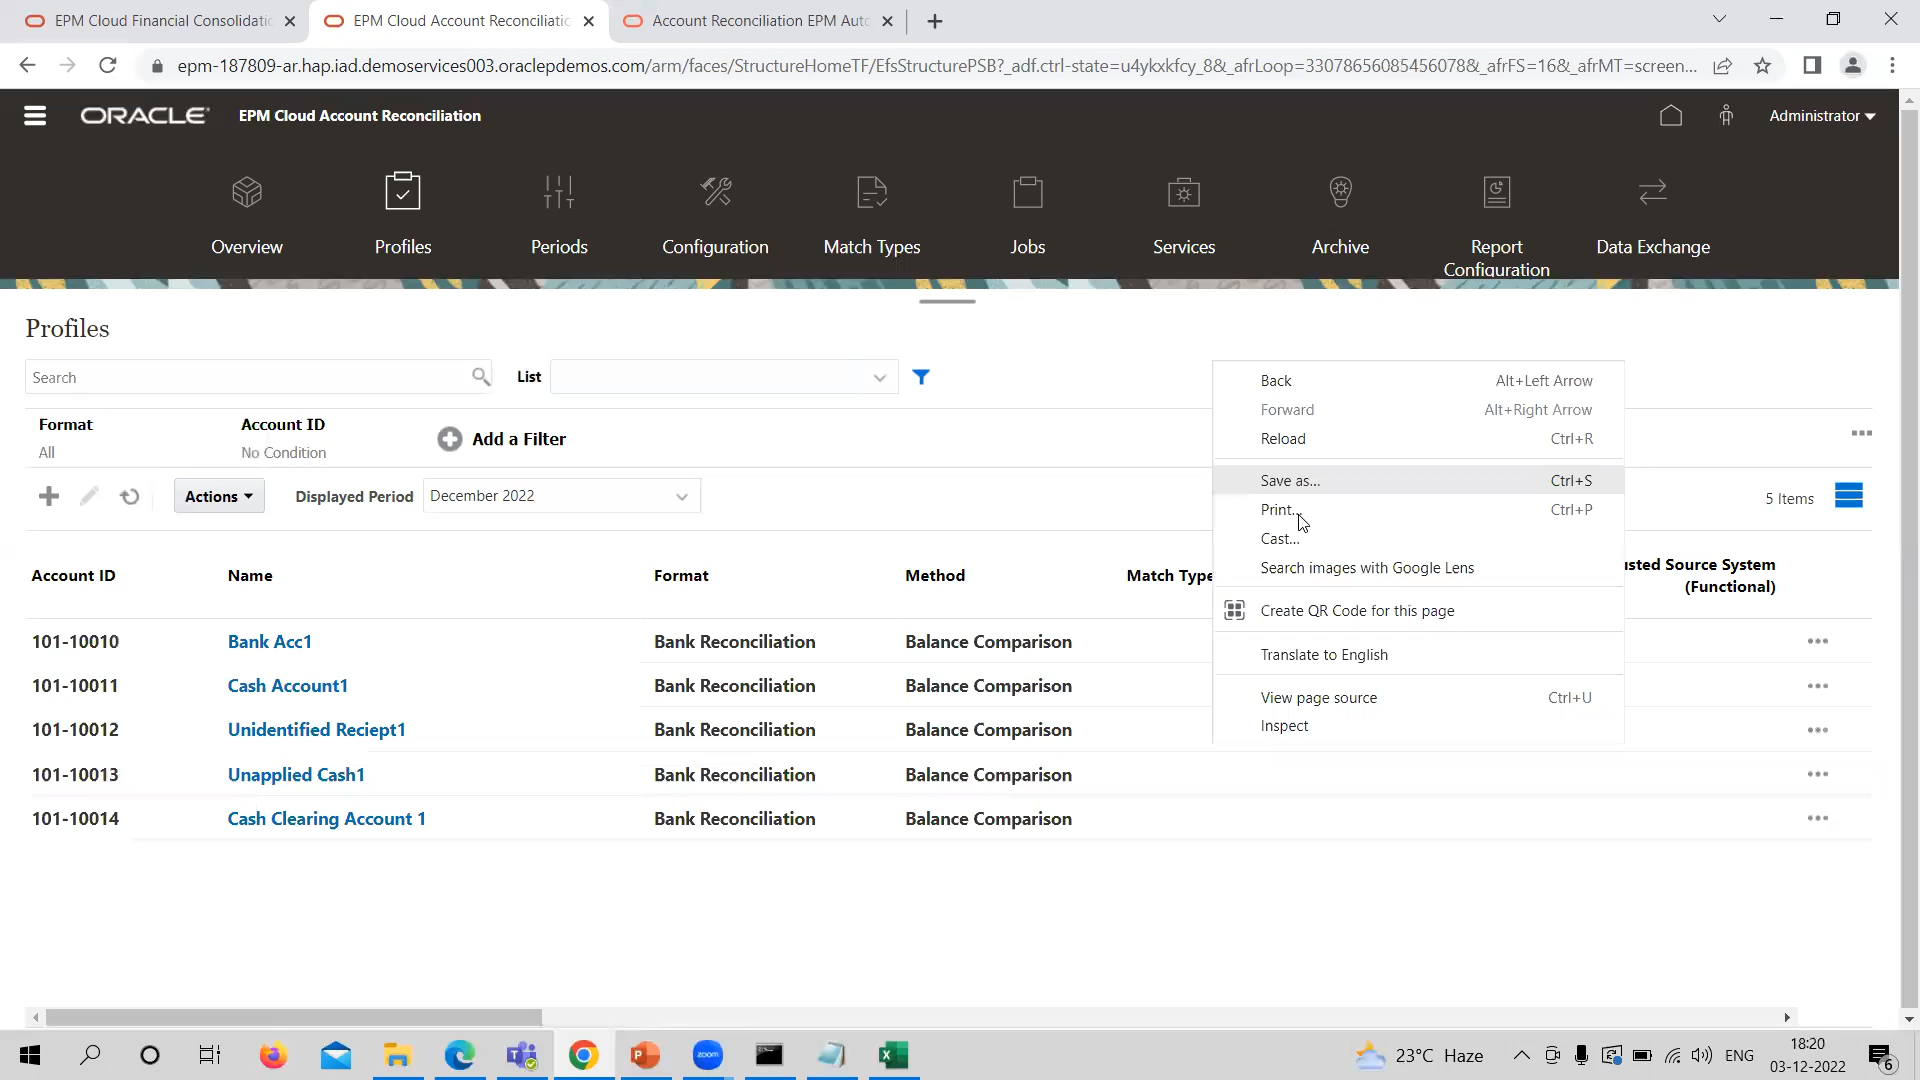 EPM Cloud Financial Consolidatio
EPM Cloud Account Reconciliatio
Account Reconciliation EPM Auto
epm-187809-ar.hap.iad.demoservices003.oraclepdemos.com/arm/faces/StructureHomeTF/EfsStructurePSB?_adf.ctrl-state=u4ykxkfcy_8&_afrLoop=330786560854560​78&_afrFS=16&_afrMT=screen...
ORACLE
EPM Cloud Account Reconciliation
Administrator
Overview
Profiles
Periods
Configuration
Match Types
Jobs
Services
Archive
Report
Configuration
Data Exchange
Profiles
Search
List
Format
All
Account ID
No Condition
Add a Filter
Actions
Displayed Period
December 2022
5 Items
Account ID
Name
Format
Method
Match Type
usted Source System
(Functional)
101-10010 Bank Acc1 Bank Reconciliation Balance Comparison
101-10011 Cash Account1 Bank Reconciliation Balance Comparison
101-10012 Unidentified Reciept1 Bank Reconciliation Balance Comparison
101-10013 Unapplied Cash1 Bank Reconciliation Balance Comparison
101-10014 Cash Clearing Account 1 Bank Reconciliation Balance Comparison
Back Alt+Left Arrow
Forward Alt+Right Arrow
Reload Ctrl+R
Save as... Ctrl+S
Print... Ctrl+P
Cast...
Search images with Google Lens
Create QR Code for this page
Translate to English
View page source Ctrl+U
Inspect
zoom
23°C Haze
ENG
18:20
03-12-2022
6